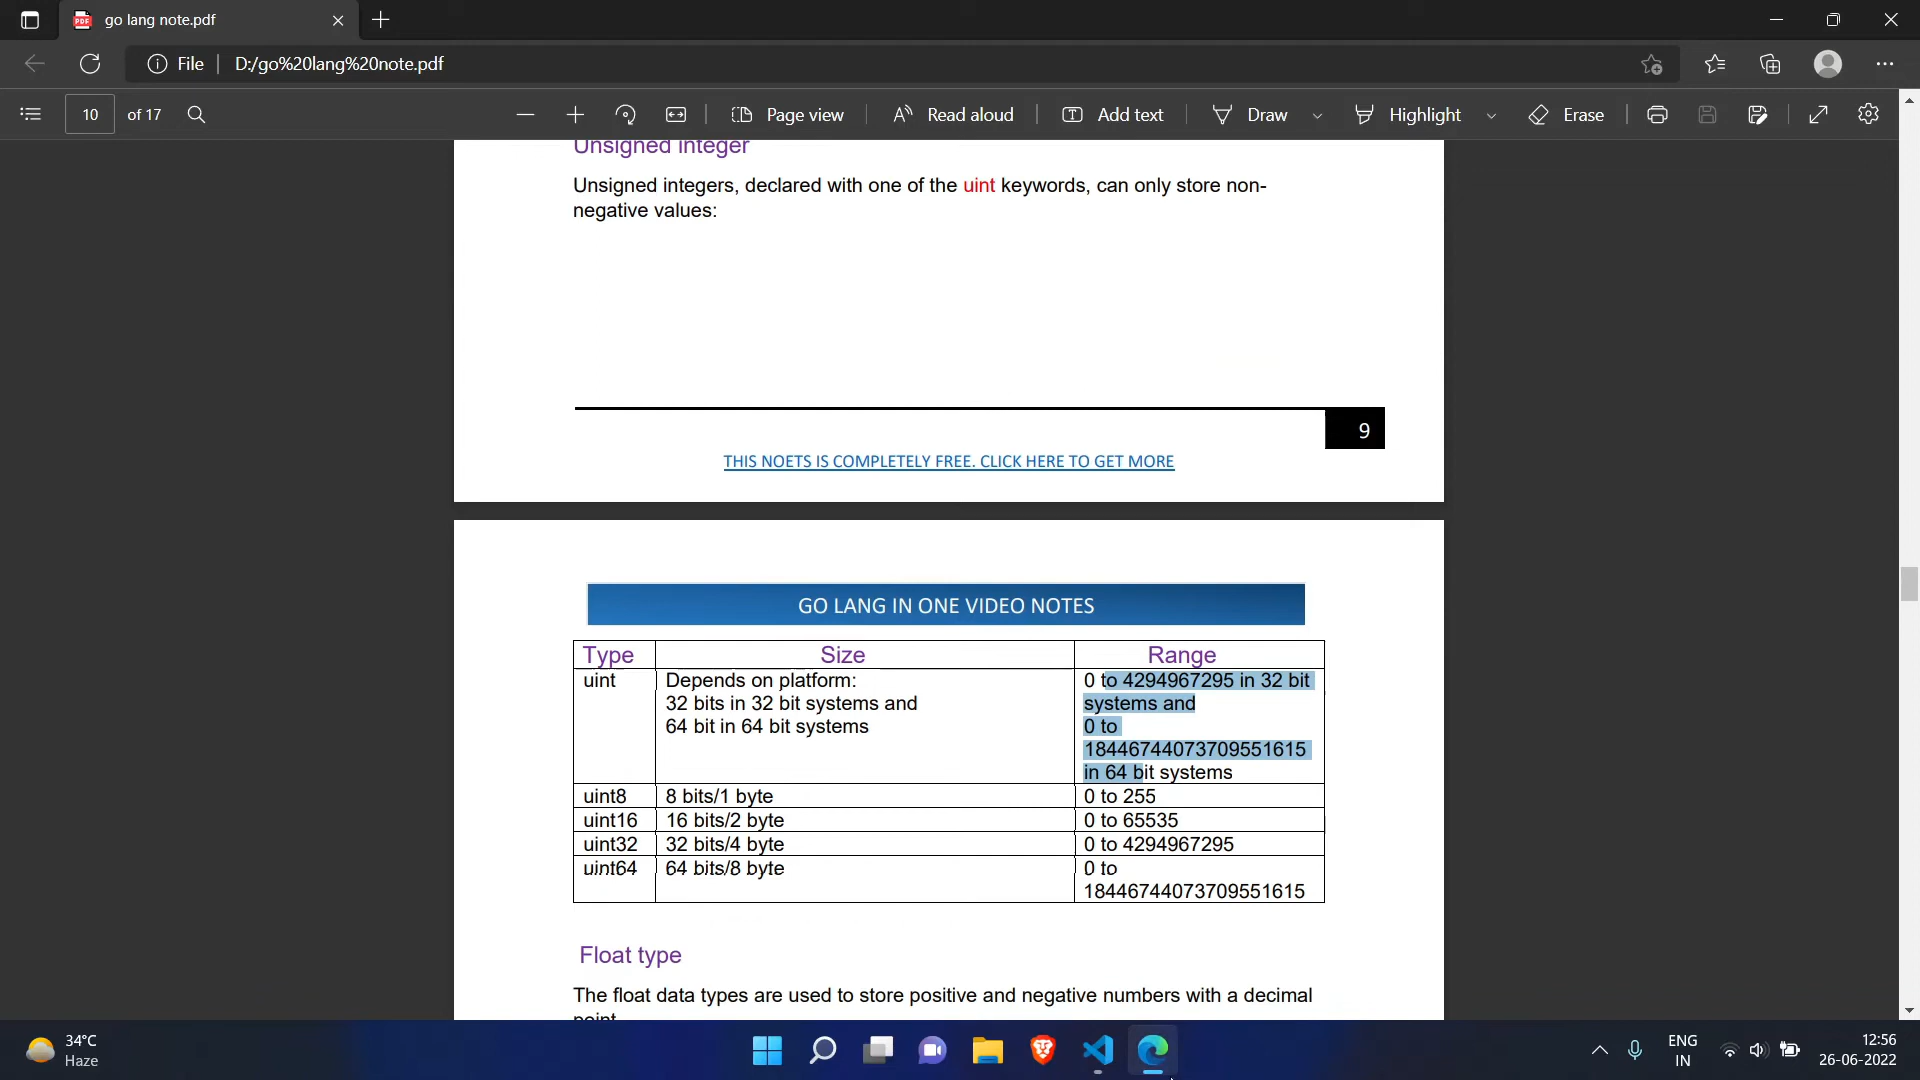 go lang note.pdf
File
D:/go%20lang%20note.pdf
10 of 17
Page view
Read aloud
Add text
Draw
Highlight
Erase
Unsigned integer
Unsigned integers, declared with one of the uint keywords, can only store non-
negative values:
9
THIS NOETS IS COMPLETELY FREE. CLICK HERE TO GET MORE
GO LANG IN ONE VIDEO NOTES
Type Size Range
uint Depends on platform: 0 to 4294967295 in 32 bit
32 bits in 32 bit systems and systems and
64 bit in 64 bit systems 0 to
18446744073709551615
in 64 bit systems
uint8 8 bits/1 byte 0 to 255
uint16 16 bits/2 byte 0 to 65535
uint32 32 bits/4 byte 0 to 4294967295
uint64 64 bits/8 byte 0 to
18446744073709551615
Float type
The float data types are used to store positive and negative numbers with a decimal
point
34°C
Haze
ENG
IN
12:56
26-06-2022